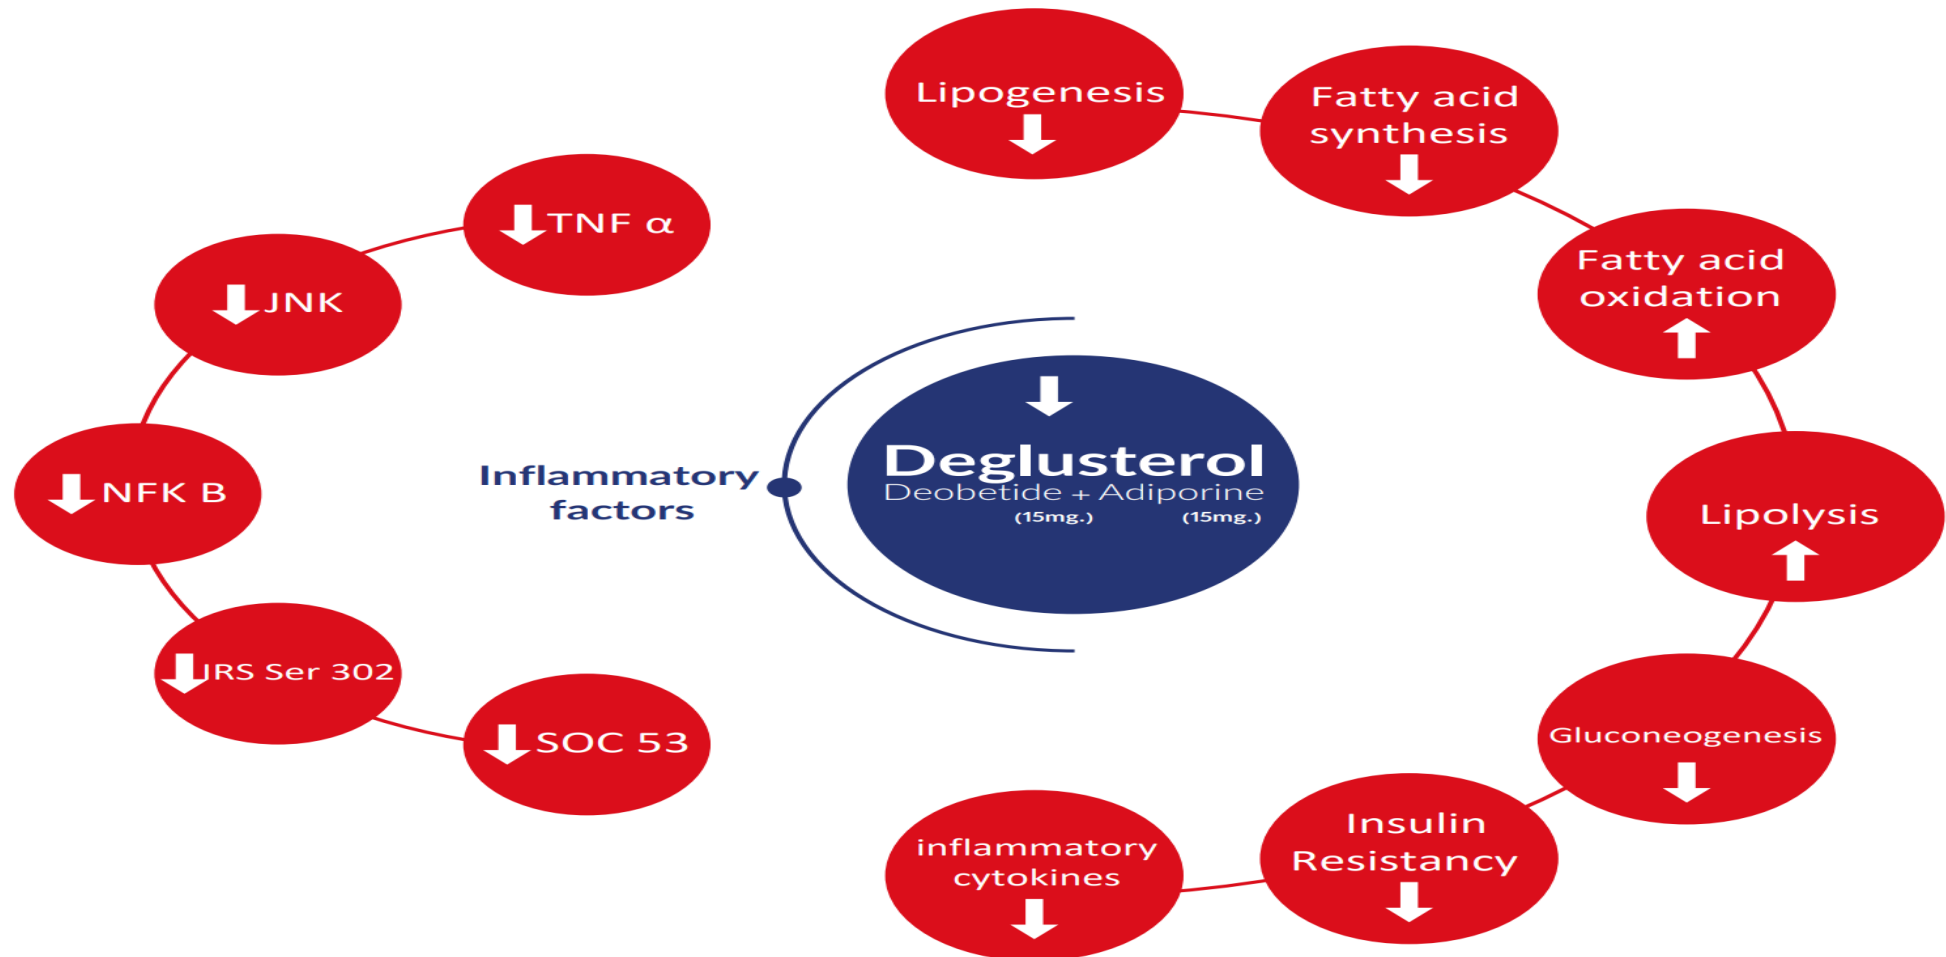 Lipogenesis
Fatty acid
synthesis
Fatty acid
oxidation
Lipolysis
Gluconeogenesis
Insulin
Resistancy
inflammatory
cytokines
TNF α
JNK
NFK B
IRS Ser 302
SOC 53
Inflammatory
factors
Deglusterol
Deobetide + Adiporine
(15mg.) (15mg.)